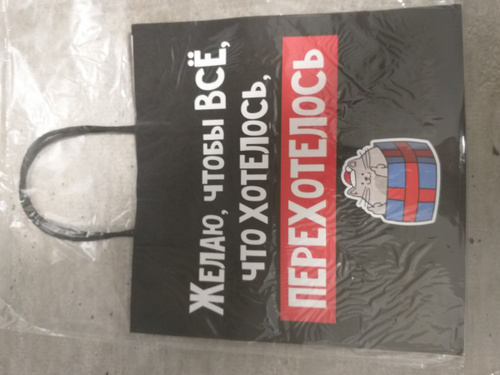 Желаю, чтобы всё,
что хотелось,
перехотелось